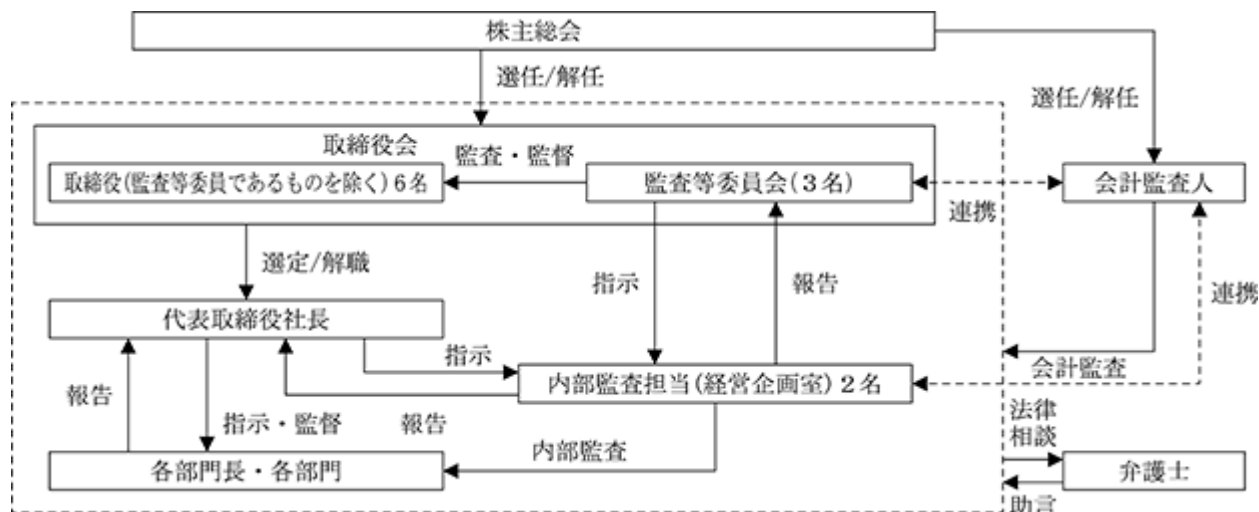 株主総会
選任/解任
選任/解任
取締役会
監査・監督
取締役(監査等委員であるものを除く)6名
監査等委員会(3名)
会計監査人
連携
選定/解職
指示
報告
連携
代表取締役社長
指示
会計監査
内部監査担当(経営企画室)2名
報告
指示・監督
報告
法律
相談
内部監査
各部門長・各部門
弁護士
助言